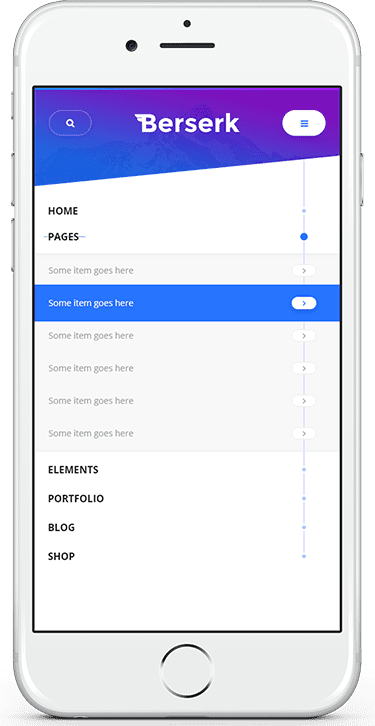 Berserk
HOME
PAGES
Some item goes here
Some item goes here
Some item goes here
Some item goes here
Some item goes here
Some item goes here
ELEMENTS
PORTFOLIO
BLOG
SHOP